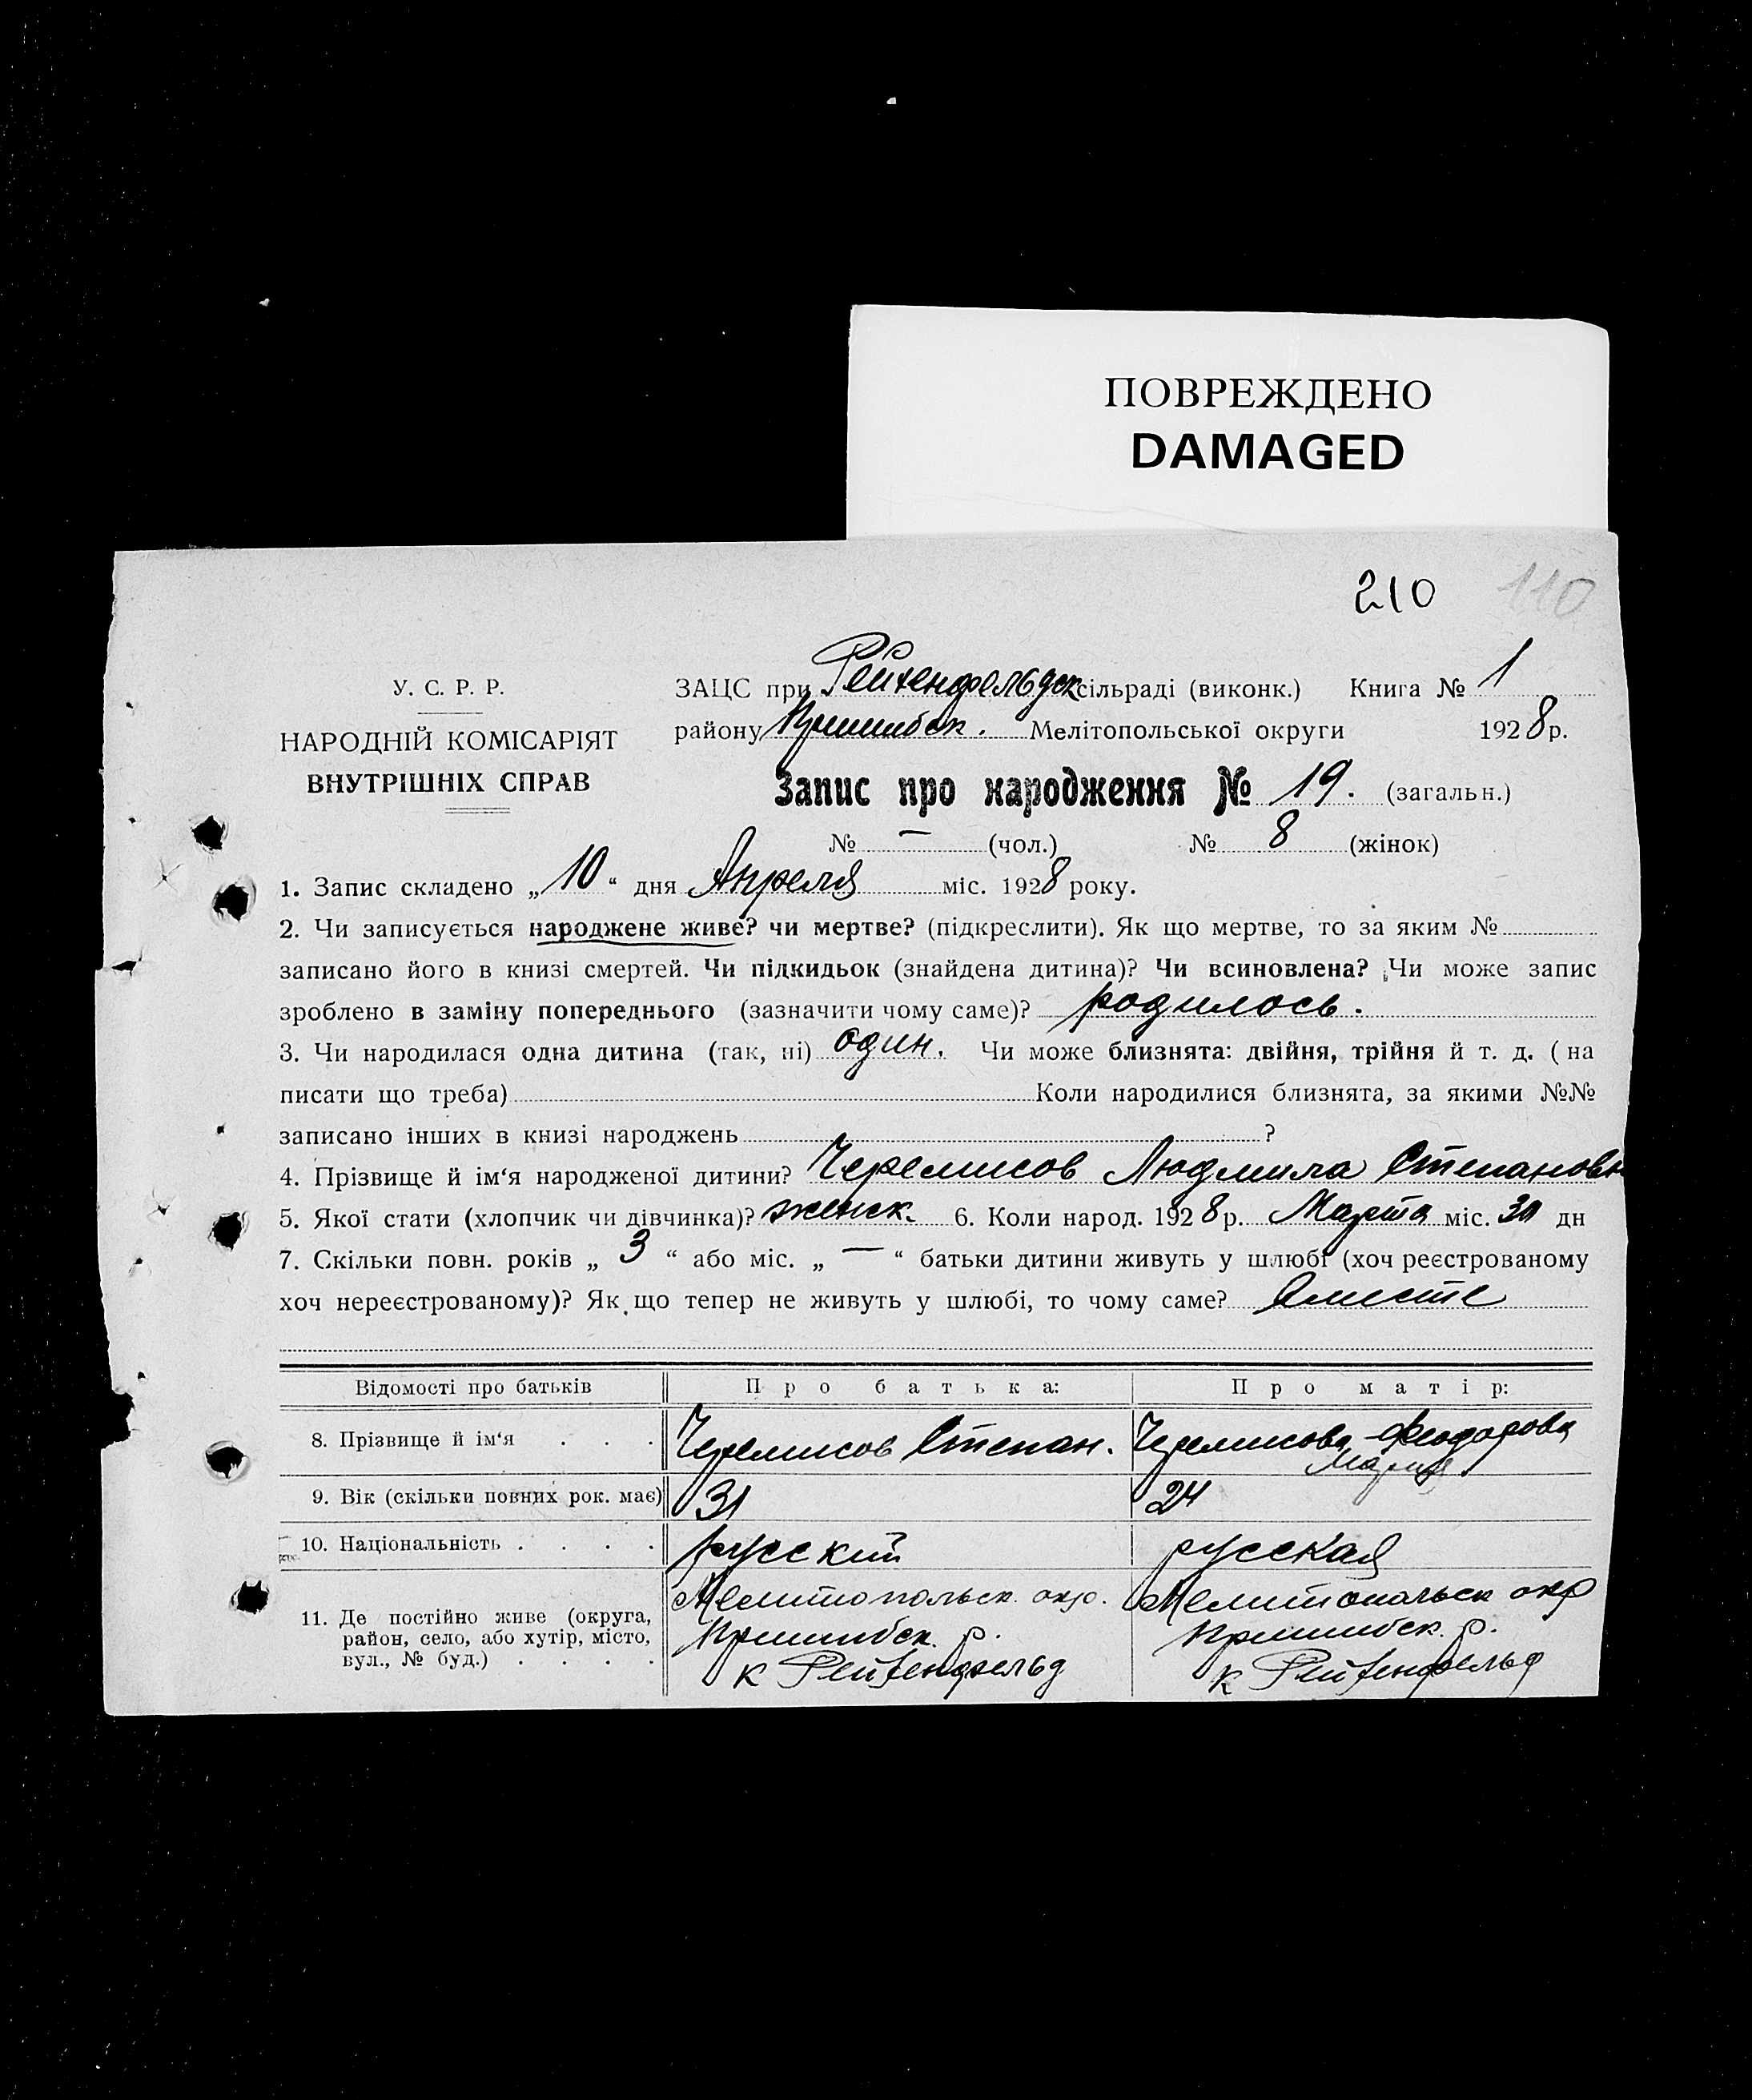 ПОВРЕЖДЕНО
DAMAGED
210 110
У. С. Р. Р.
НАРОДНІЙ КОМІСАРІЯТ
ВНУТРІШНІХ СПРАВ
ЗАЦС при Рейхенфельдск сільраді (виконк.) Книга № 1
району Пришибск. Мелітопольської округи 1928 р.
Запис про народження № 19. (загальн.)
№ — (чол.) № 8 (жінок)
1. Запис складено „10“ дня Апреля міс. 1928 року.
2. Чи записується народжене живе? чи мертве? (підкреслити). Як що мертве, то за яким №
записано його в книзі смертей. Чи підкидьок (знайдена дитина)? Чи всиновлена? Чи може запис
зроблено в заміну попереднього (зазначити чому саме)? родилось.
3. Чи народилася одна дитина (так, ні) один. Чи може близнята: двійня, трійня й т. д. (на
писати що треба) Коли народилися близнята, за якими №№
записано інших в книзі народжень ?
4. Прізвище й ім‘я народженої дитини? Черемисов Людмила Степановн
5. Якої стати (хлопчик чи дівчинка)? женск. 6. Коли народ. 1928 р. Марта міс. дн
7. Скільки повн. років „ 3 “ або міс. „ — “ батьки дитини живуть у шлюбі (хоч реєстрованому
хоч нереєстрованому)? Як що тепер не живуть у шлюбі, то чому саме? вместе
Відомості про батьків Про батька: Про матір:
8. Прізвище й ім‘я . . . Черемисов Степан. Черемисова Феодорова
Мария
9. Вік (скільки повних рок. має) 31 24
10. Національність . . . . русский русская
11. Де постійно живе (округа, район, село, або хутір, місто, вул., № буд.) . . . . Мелитопольск. окр. Мелитопольск окр
Пришибск. р. Пришибск. р.
к Рейхенфельд к Рейхенфельд